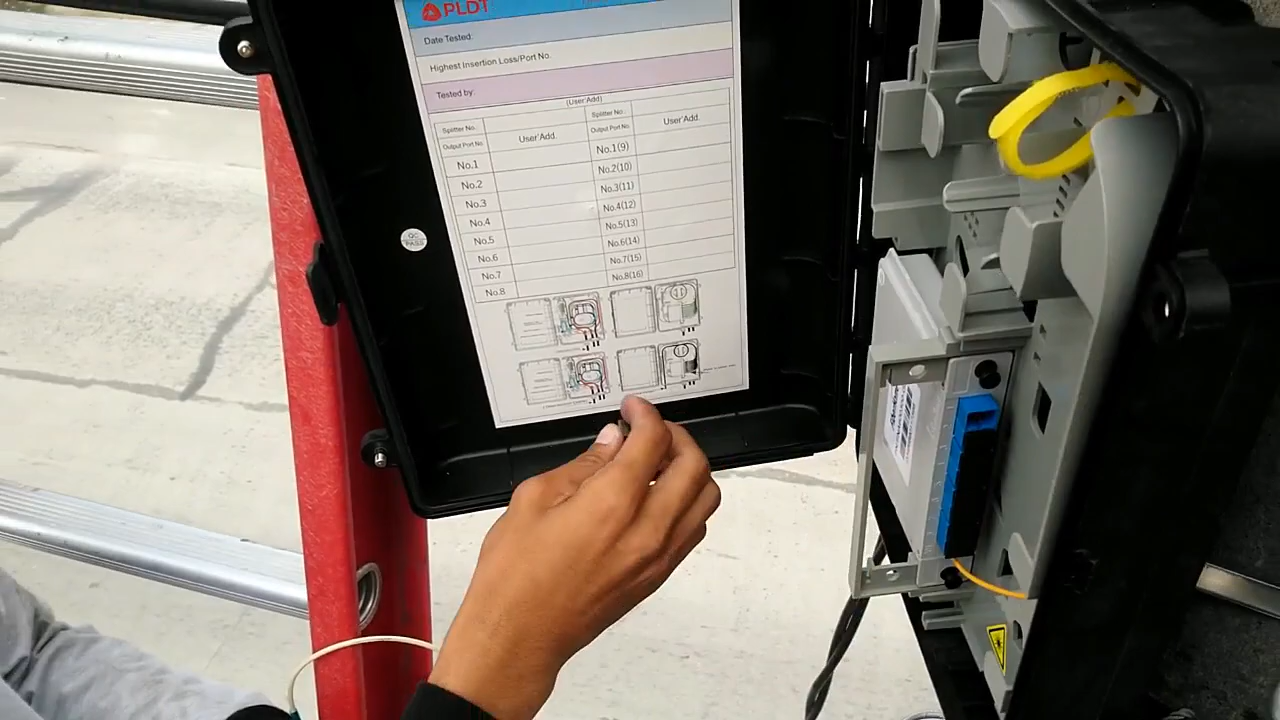 PLDT
Date Tested:
Highest Insertion Loss/Port No.
Tested by:
(User'Add)
Splitter No. Splitter No.
Output Port No. User'Add. Output Port No. User'Add.
No.1 No.1(9)
No.2 No.2(10)
No.3 No.3(11)
No.4 No.4(12)
No.5 No.5(13)
No.6 No.6(14)
No.7 No.7(15)
No.8 No.8(16)
QC
PASS